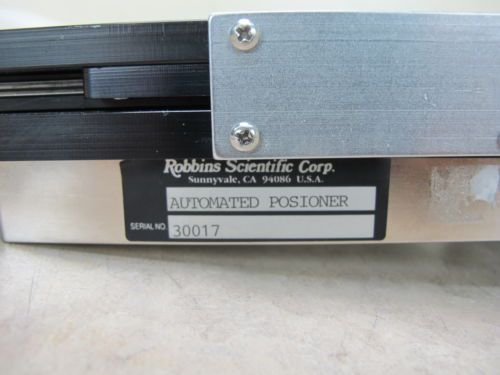 Robbins Scientific Corp.
Sunnyvale, CA 94086 U.S.A.
AUTOMATED POSIONER
SERIAL NO. 30017